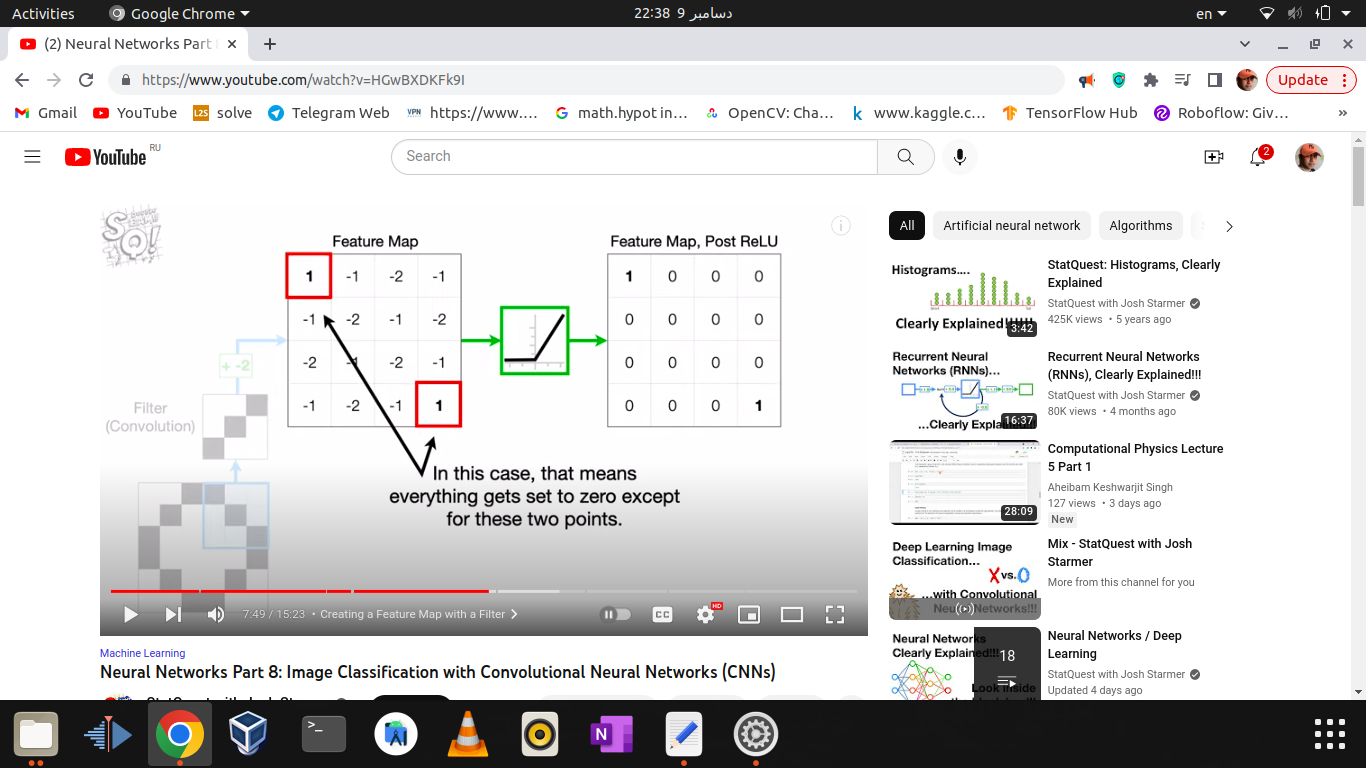 Activities
Google Chrome
دسامبر 9 22:38
en
(2) Neural Networks Part
https://www.youtube.com/watch?v=HGwBXDKFk9I
Update
Gmail
YouTube
L2S solve
Telegram Web
VPN https://www....
math.hypot in...
OpenCV: Cha...
k www.kaggle.c...
TensorFlow Hub
Roboflow: Giv...
»
YouTube RU
Search
2
SQ!
Feature Map
1 -1 -2 -1
-1 -2 -1 -2
-2 -1 -2 -1
-1 -2 -1 1
Feature Map, Post ReLU
1 0 0 0
0 0 0 0
0 0 0 0
0 0 0 1
+ -2
Filter
(Convolution)
In this case, that means
everything gets set to zero except
for these two points.
7:49 / 15:23 • Creating a Feature Map with a Filter
CC
HD
Machine Learning
Neural Networks Part 8: Image Classification with Convolutional Neural Networks (CNNs)
All
Artificial neural network
Algorithms
Histograms....
Clearly Explained!!!!!!!
3:42
StatQuest: Histograms, Clearly
Explained
StatQuest with Josh Starmer
425K views • 5 years ago
Recurrent Neural
Networks (RNNs)...
...Clearly Explained!!!
16:37
Recurrent Neural Networks
(RNNs), Clearly Explained!!!
StatQuest with Josh Starmer
80K views • 4 months ago
28:09
Computational Physics Lecture
5 Part 1
Aheibam Keshwarjit Singh
127 views • 3 days ago
New
Deep Learning Image
Classification...
X vs. O
...with Convolutional
Neural Networks!!!
Mix - StatQuest with Josh
Starmer
More from this channel for you
Neural Networks
Clearly Explained!!!
Look Inside
18
Neural Networks / Deep
Learning
StatQuest with Josh Starmer
Updated 4 days ago
>_
N